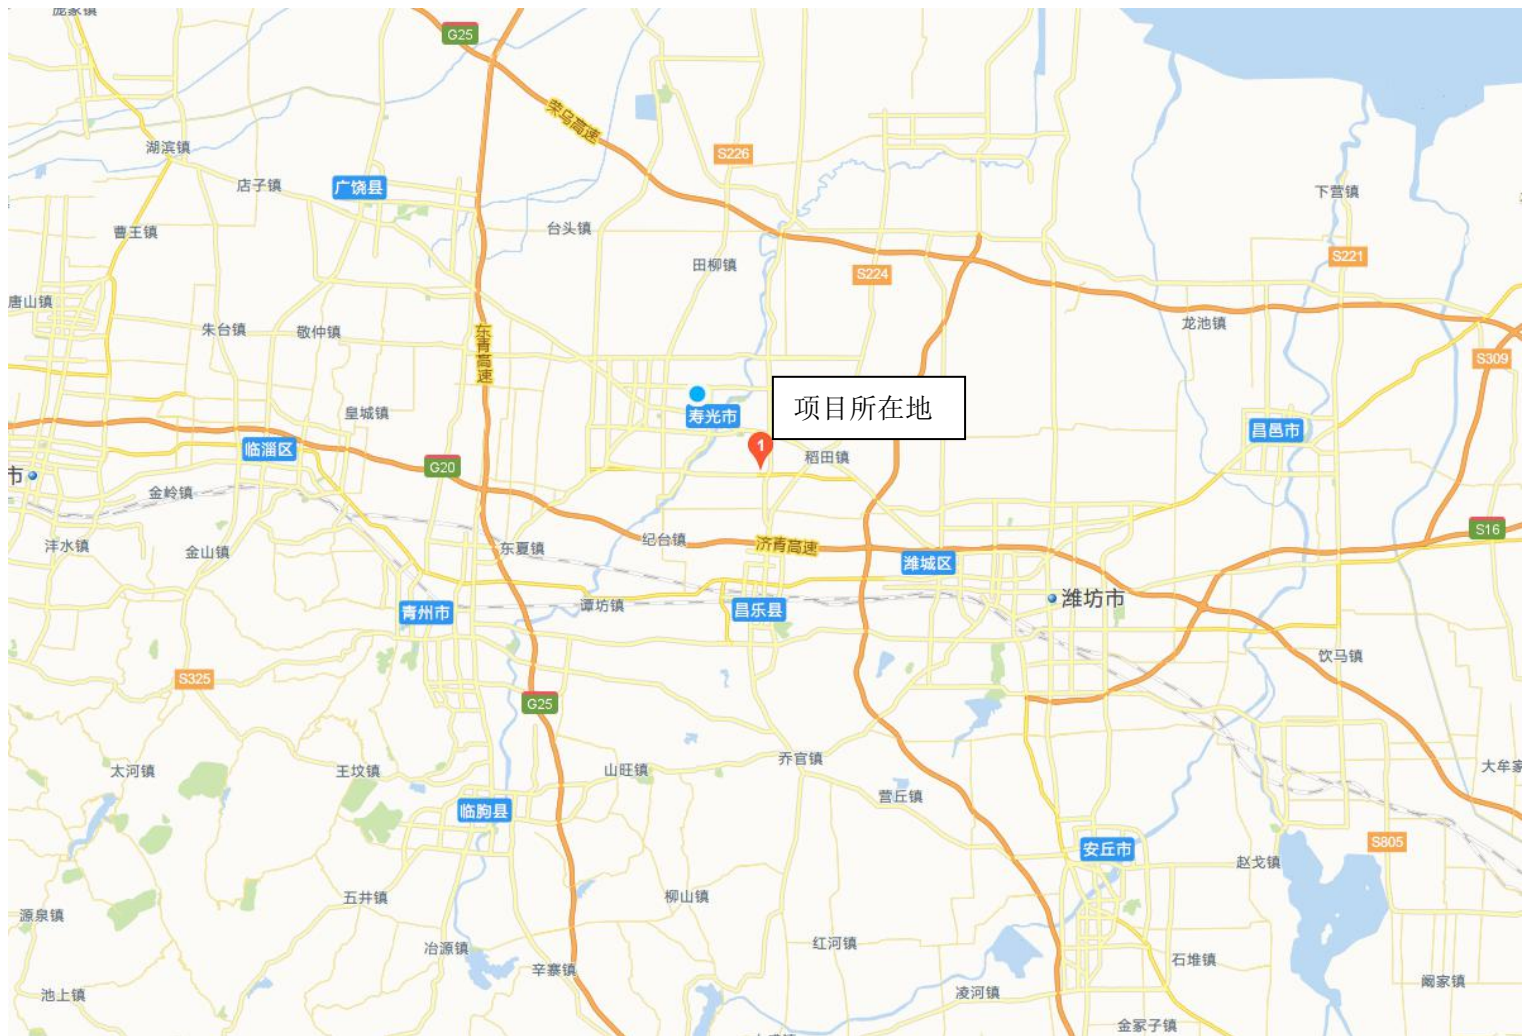 庞家镇
G25
荣乌高速
湖滨镇
S226
店子镇
广饶县
下营镇
曹王镇
台头镇
田柳镇
S224
S221
唐山镇
朱台镇
敬仲镇
东青高速
龙池镇
S309
项目所在地
皇城镇
寿光市
昌邑市
临淄区
1
稻田镇
市
G20
金岭镇
S16
沣水镇
金山镇
东夏镇
纪台镇
济青高速
潍城区
青州市
谭坊镇
昌乐县
潍坊市
饮马镇
S325
G25
太河镇
王坟镇
山旺镇
乔官镇
大牟家
营丘镇
临朐县
S805
安丘市
赵戈镇
五井镇
柳山镇
源泉镇
冶源镇
红河镇
辛寨镇
石堆镇
池上镇
凌河镇
阚家镇
金冢子镇